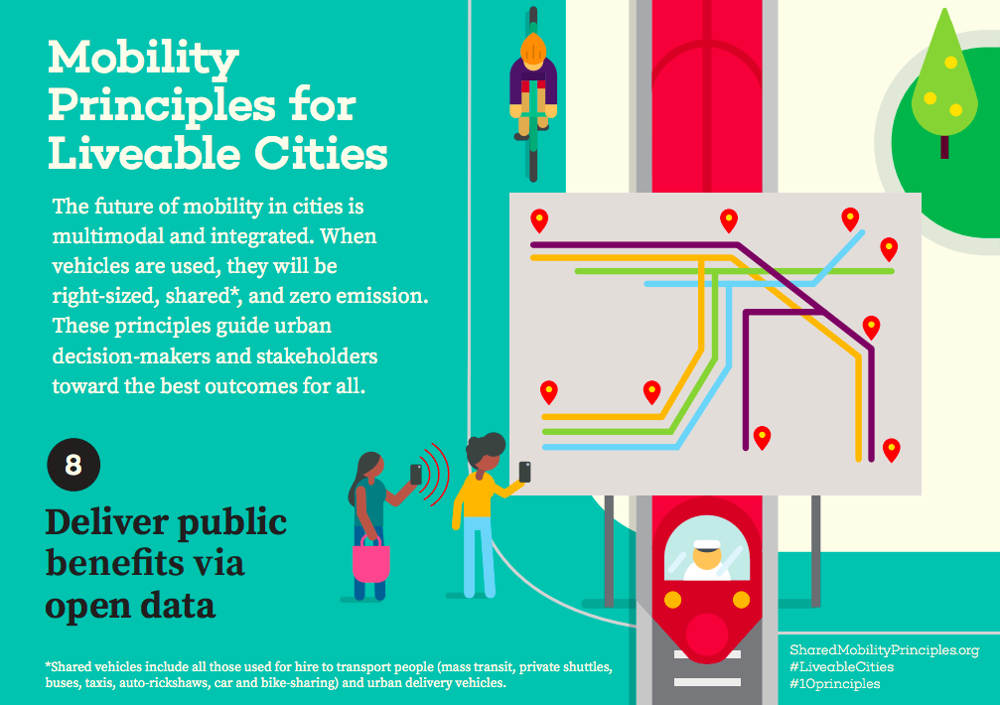 Mobility
Principles for
Liveable Cities
The future of mobility in cities is
multimodal and integrated. When
vehicles are used, they will be
right-sized, shared*, and zero emission.
These principles guide urban
decision-makers and stakeholders
toward the best outcomes for all.
8
Deliver public
benefits via
open data
*Shared vehicles include all those used for hire to transport people (mass transit, private shuttles,
buses, taxis, auto-rickshaws, car and bike-sharing) and urban delivery vehicles.
SharedMobilityPrinciples.org
#LiveableCities
#10principles